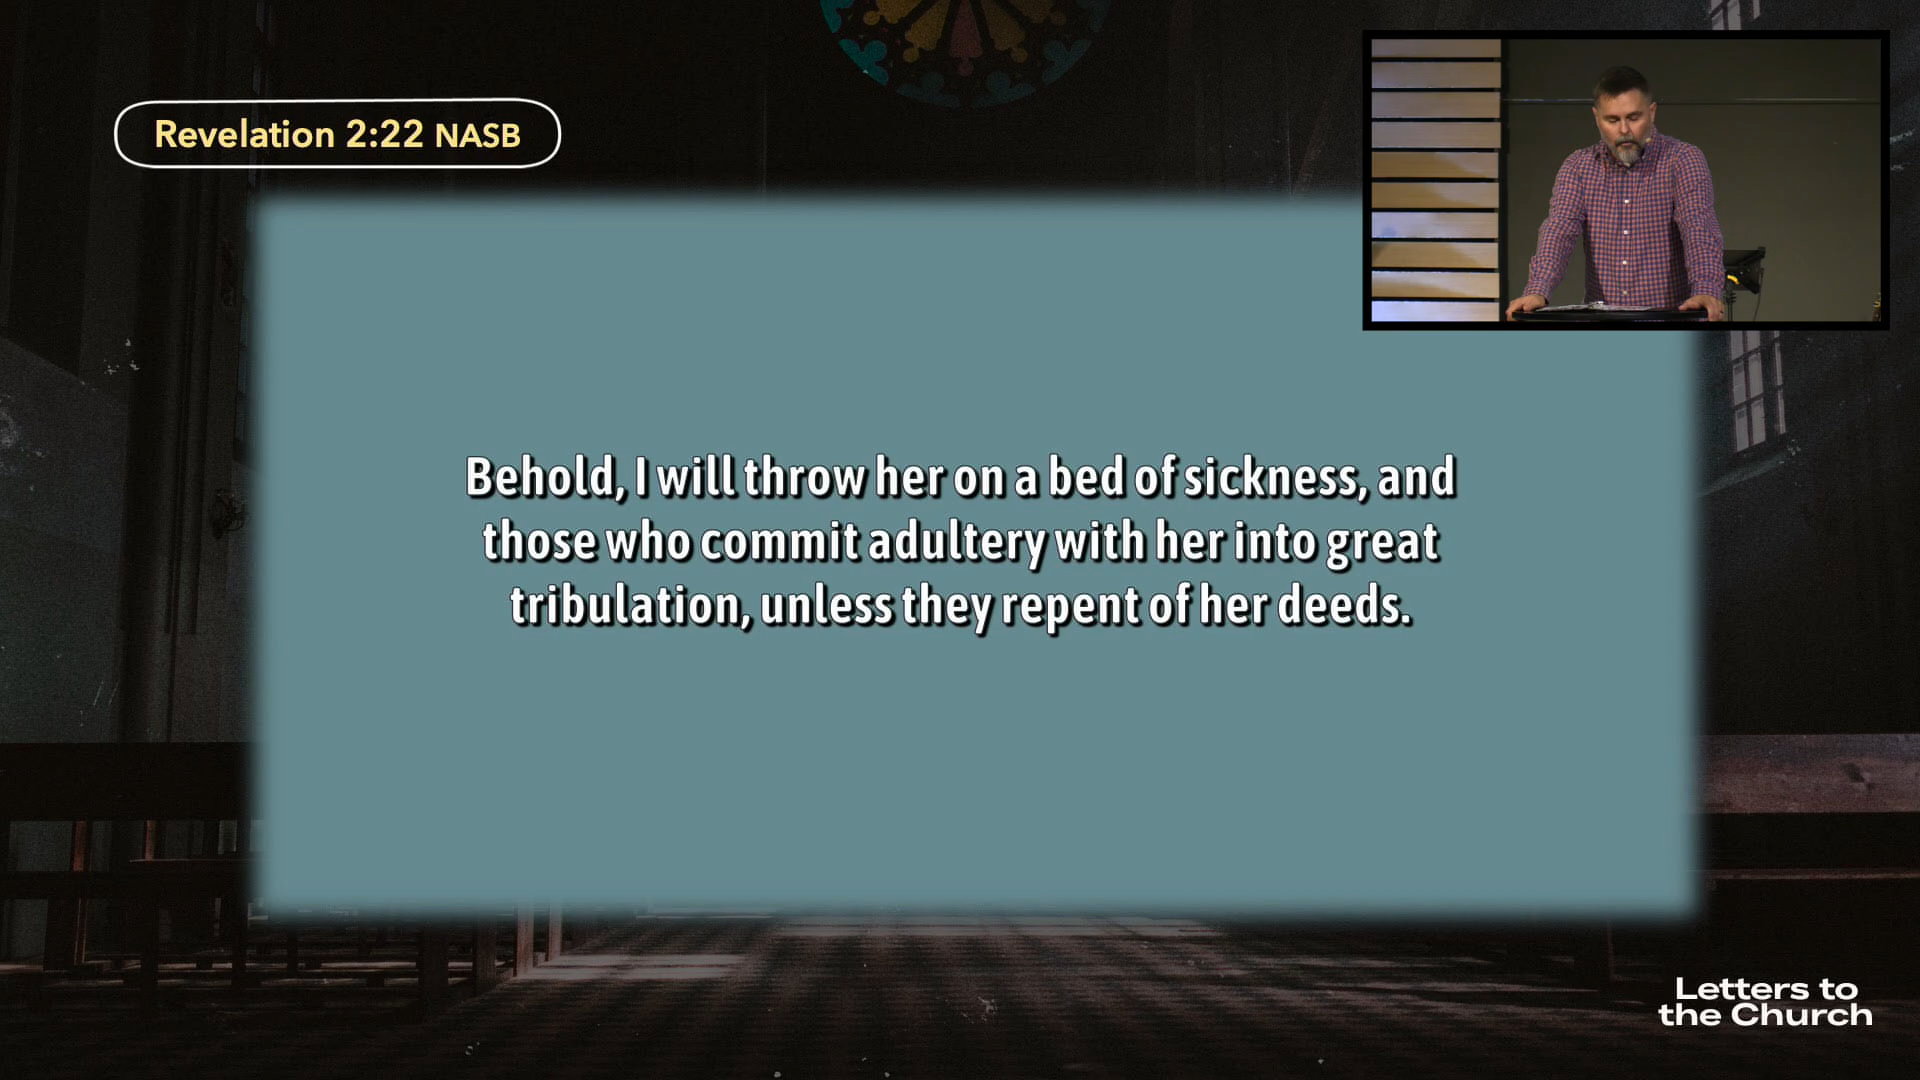 Revelation 2:22 NASB
Behold, I will throw her on a bed of sickness, and
those who commit adultery with her into great
tribulation, unless they repent of her deeds.
Letters to
the Church